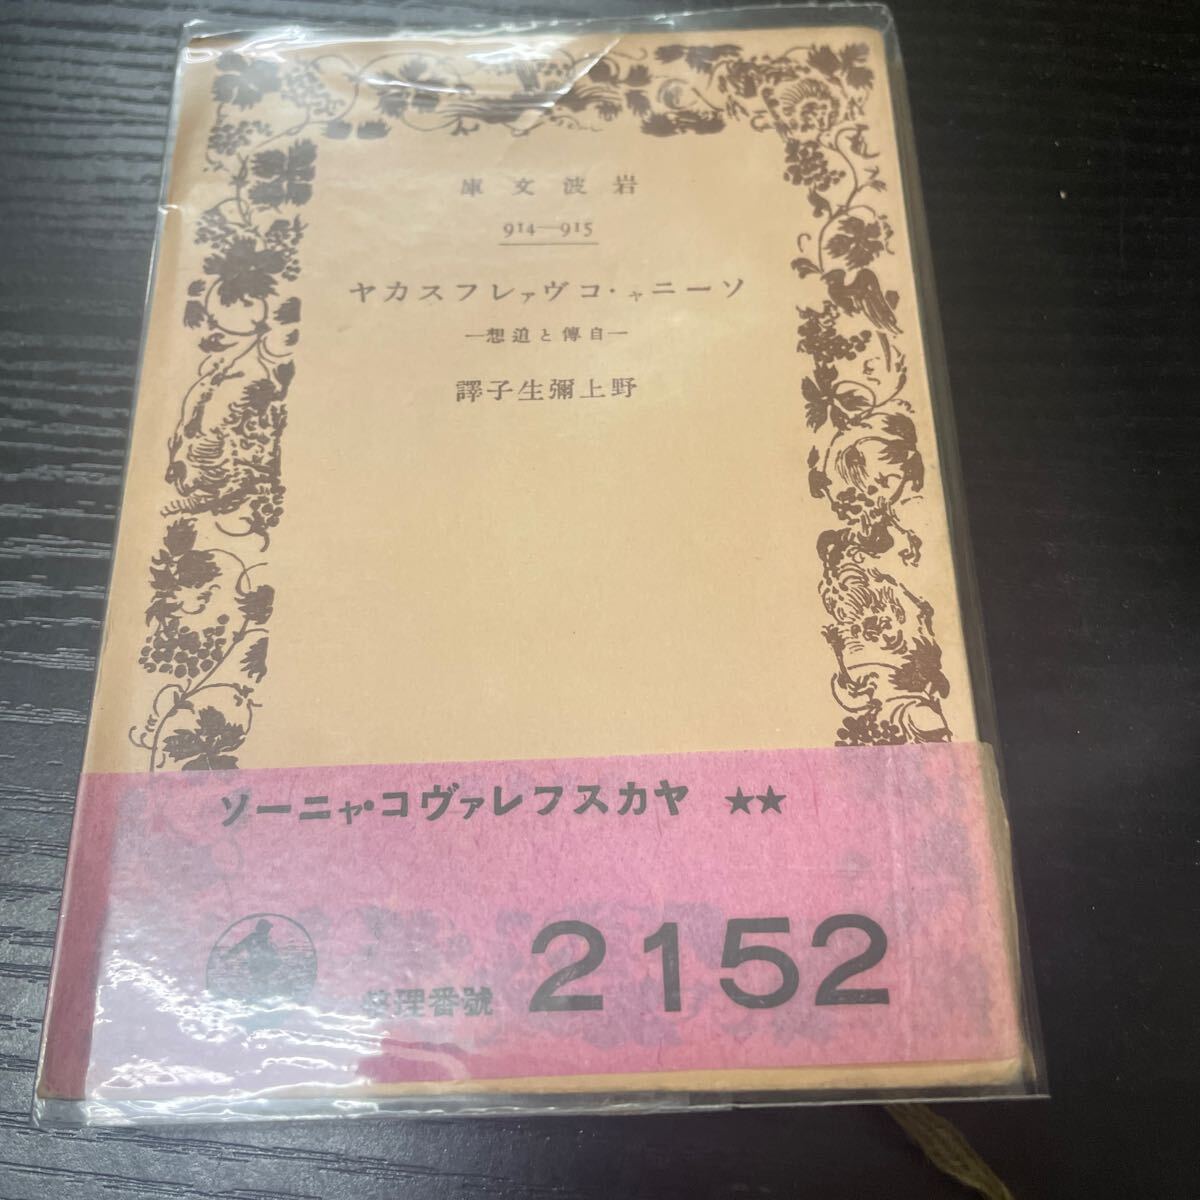 岩波文庫
914—915
ソーニャ・コヴァレフスカヤ
—自傳と追想—
野上彌生子譯
ソーニャ・コヴァレフスカヤ ★★
整理番號 2152